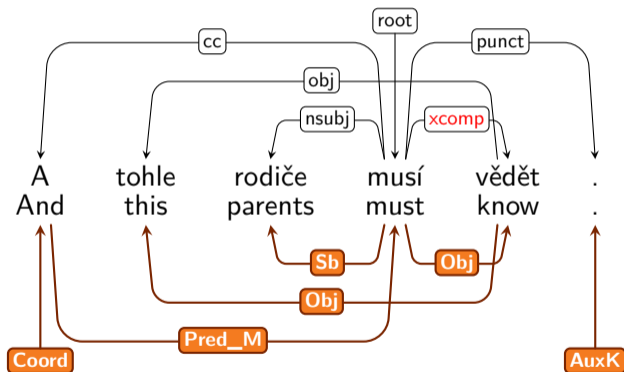 root
cc
punct
obj
nsubj
xcomp
A tohle rodiče musí vědět .
And this parents must know .
Sb
Obj
Obj
Pred_M
Coord
AuxK